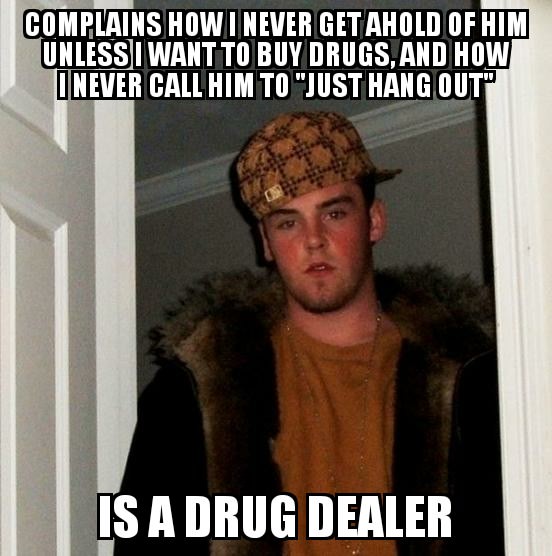 COMPLAINS HOW I NEVER GET AHOLD OF HIM
UNLESS I WANT TO BUY DRUGS, AND HOW
I NEVER CALL HIM TO "JUST HANG OUT"
IS A DRUG DEALER